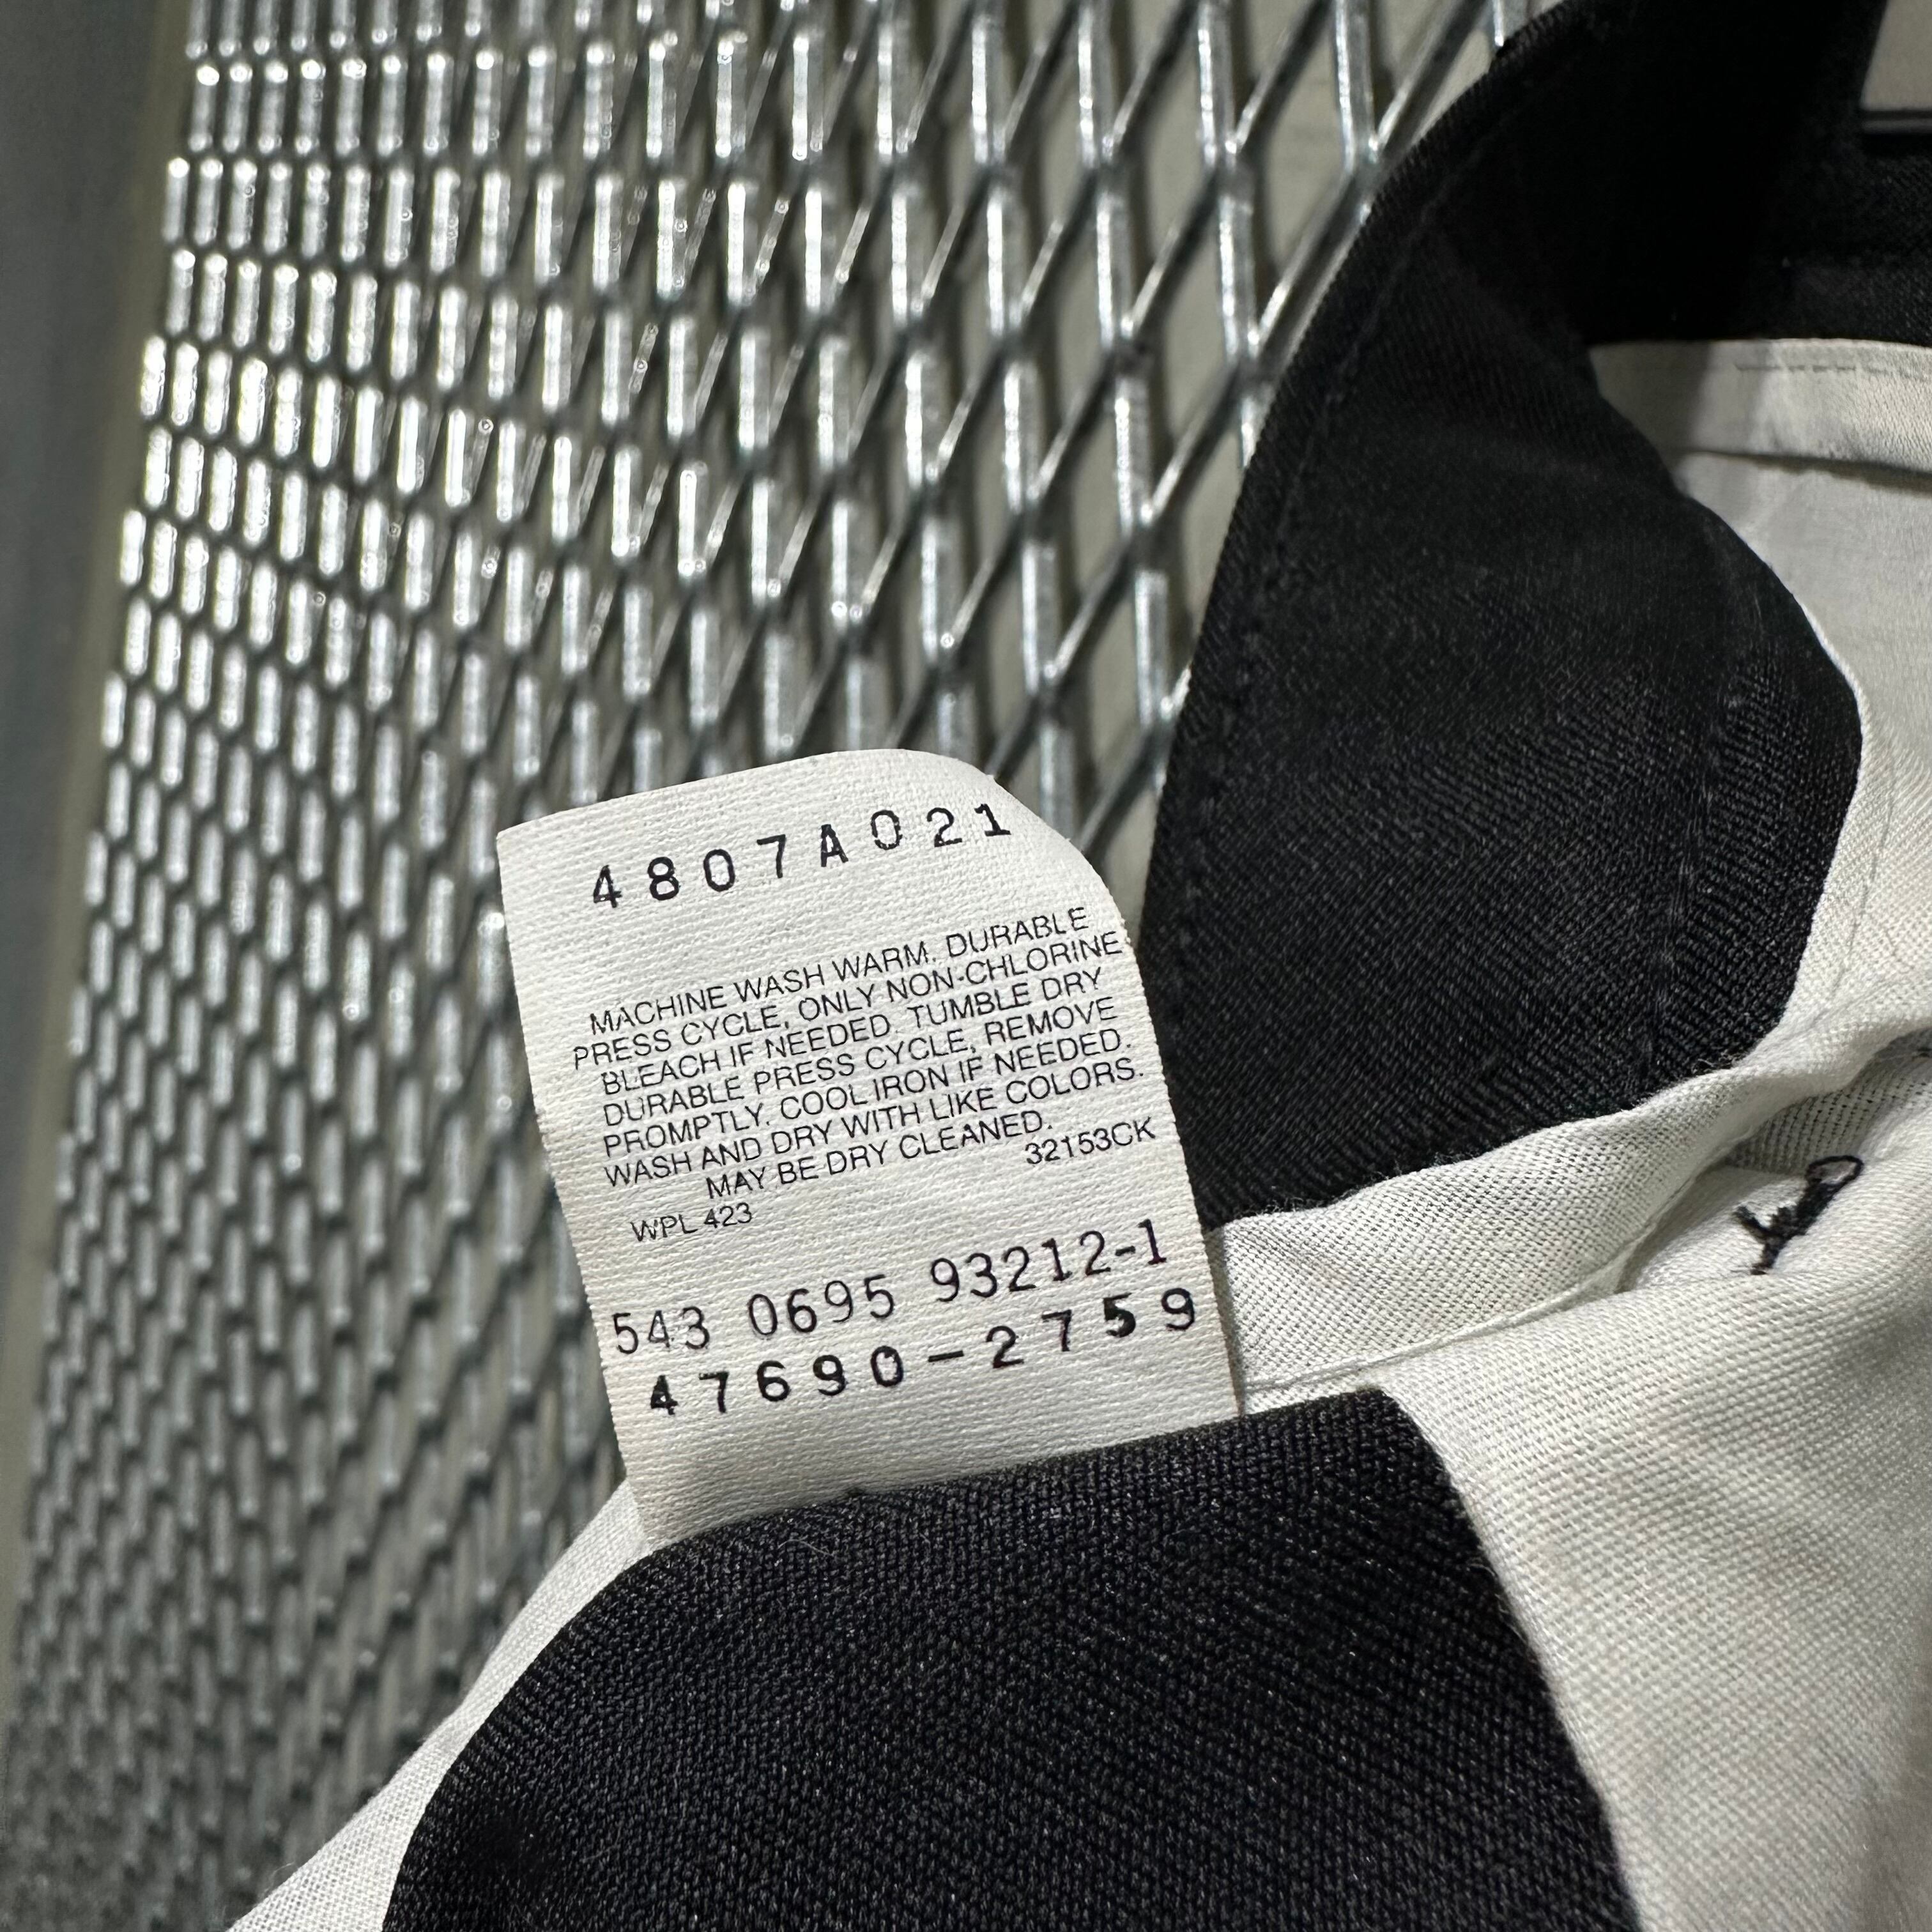 4807A021
MACHINE WASH WARM. DURABLE
PRESS CYCLE, ONLY NON-CHLORINE
BLEACH IF NEEDED. TUMBLE DRY
DURABLE PRESS CYCLE, REMOVE
PROMPTLY. COOL IRON IF NEEDED.
WASH AND DRY WITH LIKE COLORS.
MAY BE DRY CLEANED.
32153CK
WPL 423
543 0695 93212-1
47690-2759